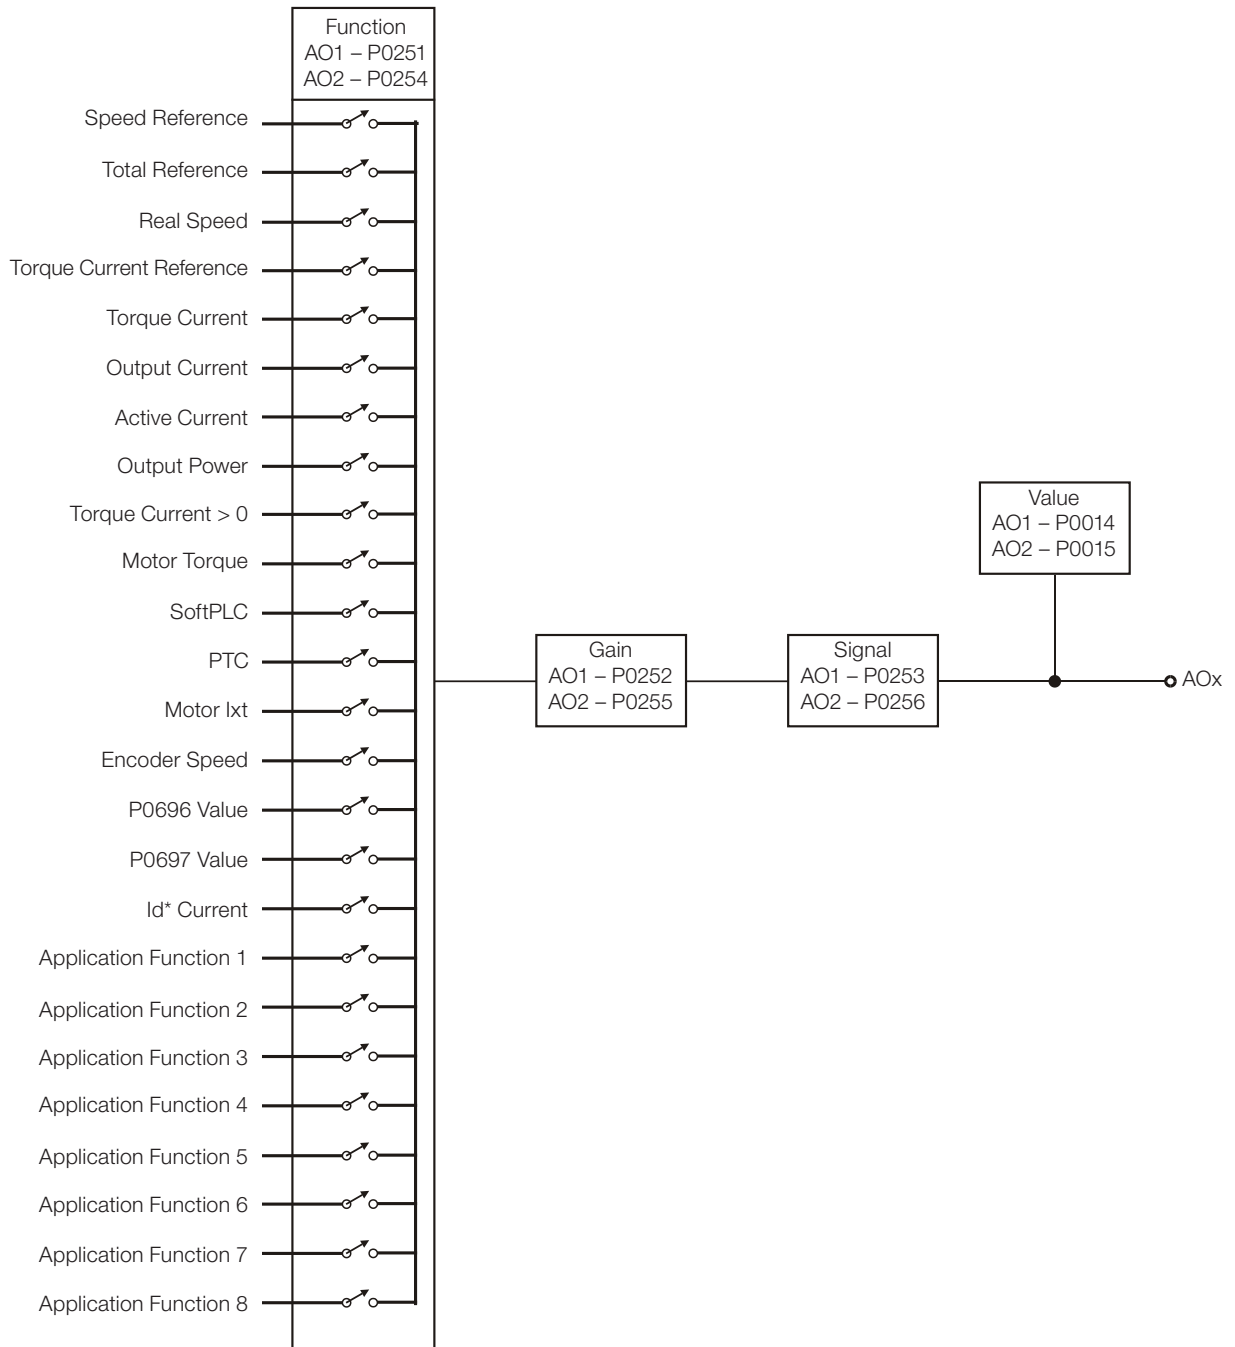 Function
AO1 – P0251
AO2 – P0254
Speed Reference
Total Reference
Real Speed
Torque Current Reference
Torque Current
Output Current
Active Current
Output Power
Torque Current > 0
Motor Torque
SoftPLC
PTC
Motor Ixt
Encoder Speed
P0696 Value
P0697 Value
Id* Current
Application Function 1
Application Function 2
Application Function 3
Application Function 4
Application Function 5
Application Function 6
Application Function 7
Application Function 8
Gain
AO1 – P0252
AO2 – P0255
Signal
AO1 – P0253
AO2 – P0256
Value
AO1 – P0014
AO2 – P0015
AOx